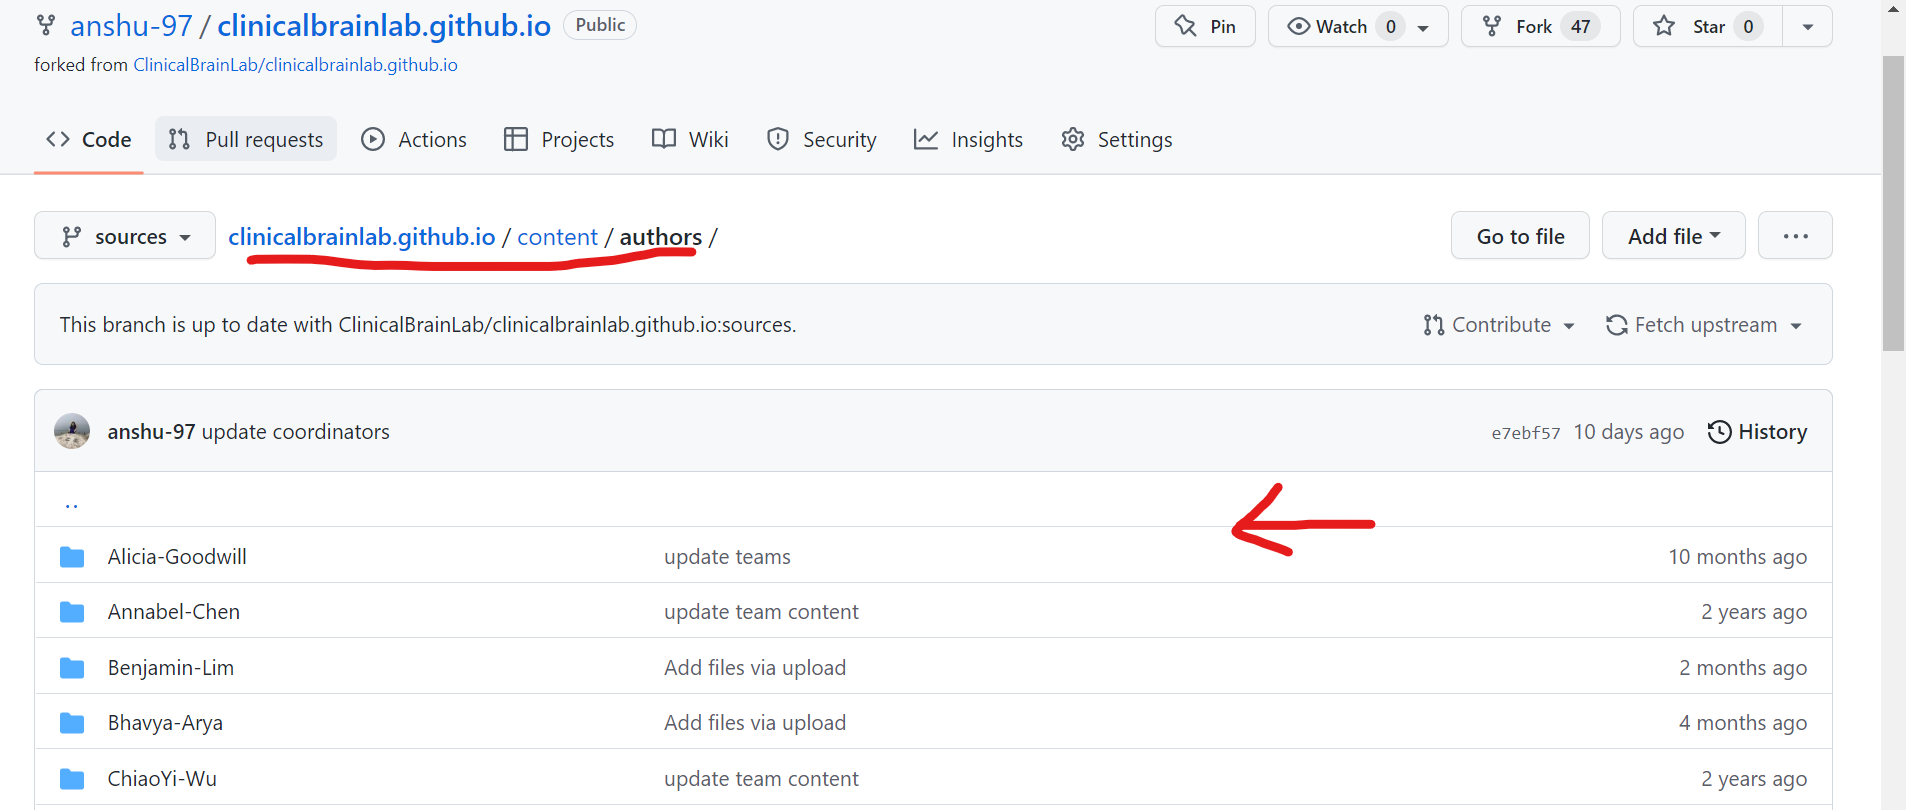 anshu-97 / clinicalbrainlab.github.io Public Pin Watch 0 Fork 47 Star 0
forked from ClinicalBrainLab/clinicalbrainlab.github.io
Code Pull requests Actions Projects Wiki Security Insights Settings
sources clinicalbrainlab.github.io / content / authors / Go to file Add file ...
This branch is up to date with ClinicalBrainLab/clinicalbrainlab.github.io:sources. Contribute Fetch upstream
anshu-97 update coordinators e7ebf57 10 days ago History
..
Alicia-Goodwill update teams 10 months ago
Annabel-Chen update team content 2 years ago
Benjamin-Lim Add files via upload 2 months ago
Bhavya-Arya Add files via upload 4 months ago
ChiaoYi-Wu update team content 2 years ago